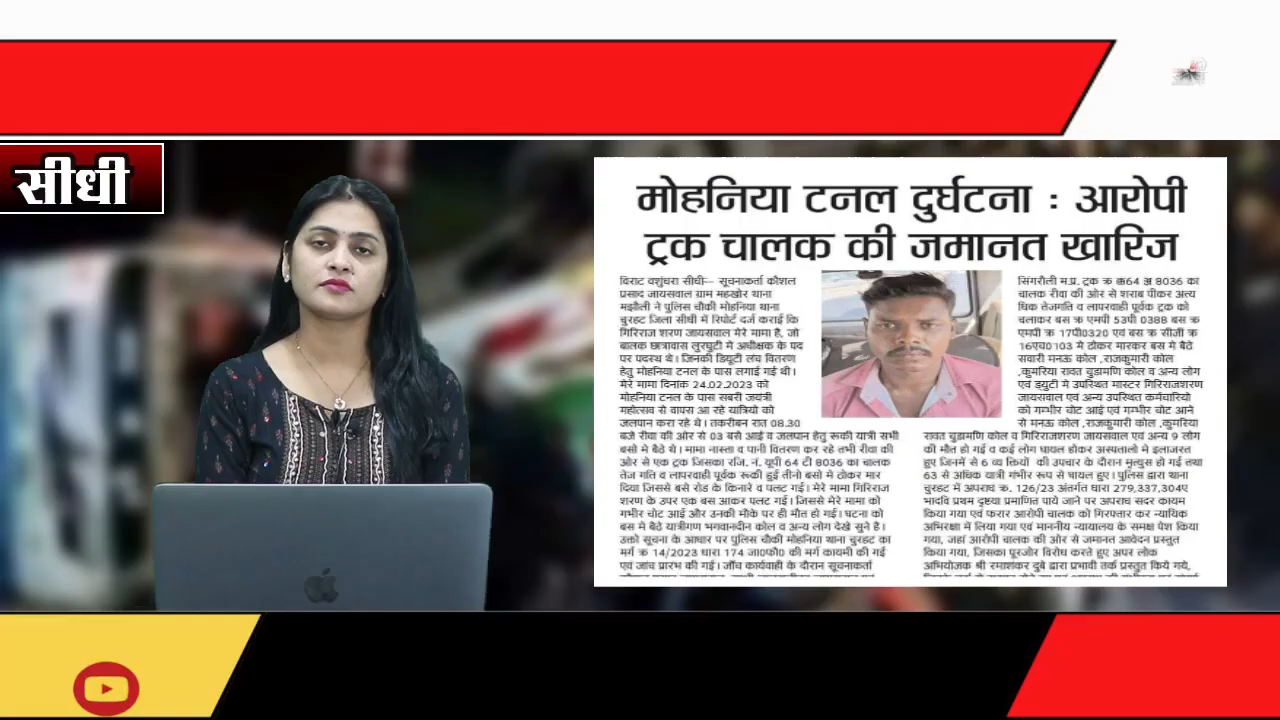 सीधी
मोहनिया टनल दुर्घटना : आरोपी
ट्रक चालक की जमानत खारिज
विराट वशुंधरा सीधी:-- सूचनाकर्ता कौशल
प्रसाद जायसवाल ग्राम महखोर थाना
मझौली ने पुलिस चौकी मोहनिया थाना
चुरहट जिला सीधी में रिपोर्ट दर्ज कराई कि
गिरिराज शरण जायसवाल मेरे मामा है, जो
बालक छात्रावास लुरघुटी मे अधीक्षक के पद
पर पदस्थ थे। जिनकी डियूटी लंच वितरण
हेतु मोहनिया टनल के पास लगाई गई थी।
मेरे मामा दिनांक 24.02.2023 को
मोहनिया टनल के पास सबरी जयंत्री
महोत्सव से वापस आ रहे यात्रियो को
जलपान करा रहे थे। तकरीबन रात 08.30
बजे रीवा की ओर से 03 बसे आई व जलपान हेतु रूकी यात्री सभी
बसो मे बैठे थे। मामा नास्ता व पानी वितरण कर रहे तभी रीवा की
ओर से एक ट्रक जिसका रजि. नं. यूपी 64 टी 8036 का चालक
तेज गति व लापरवाही पूर्वक रूकी हुई तीनो बसो मे ठोकर मार
दिया जिससे बसे रोड के किनारे व पलट गई। मेरे मामा गिरिराज
शरण के उपर एक बस आकर पलट गई। जिससे मेरे मामा को
गम्भीर चोट आई और उनकी मौके पर ही मौत हो गई। घटना को
बस मे बैठे यात्रीगण भगवानदीन कोल व अन्य लोग देखे सुने है।
उक्तो सूचना के आधार पर पुलिस चौकी मोहनिया थाना चुरहट का
मर्ग क्र 14/2023 धारा 174 जा0फौ0 की मर्ग कायमी की गई
एवं जांच प्रारंभ की गई। जाँच कार्यवाही के दौरान सूचनाकर्ता
सिंगरौली म.प्र. ट्रक क्र 8036 का
चालक रीवा की ओर से शराब पीकर अत्य
धिक तेजगति व लापरवाही पूर्वक ट्रक को
चलाकर बस क्र एमपी 53पी 0388 बस क्र
एमपी क्र 17पी0320 एवं बस क्र सीजी क्र
16एच0103 मे ठोकर मारकर बस मे बैठे
सवारी मनऊ कोल ,राजकुमारी कोल
,कुमरिया रावत चुडामणि कोल व अन्य लोग
एवं ड्युटी मे उपस्थित मास्टर गिरिराजशरण
जायसवाल एवं अन्य उपस्थित कर्मचारियो
को गम्भीर चोट आई एवं गम्भीर चोट आने
से मनऊ कोल ,राजकुमारी कोल ,कुमरिया
रावत चुडामणि कोल व गिरिराजशरण जायसवाल एवं अन्य 9 लोग
की मौत हो गई व कई लोग घायल होकर अस्पतालो मे इलाजरत
हुए जिनमें से 6 व्य क्तियों की उपचार के दौरान मृत्युस हो गई तथा
63 से अधिक यात्री गंभीर रूप से घायल हुए। पुलिस द्वारा थाना
चुरहट में अपराध क्र. 126/23 अंतर्गत धारा 279,337,304ए
भादवि प्रथम दृष्टया प्रमाणित पाये जाने पर अपराध सदर कायम
किया गया एवं फरार आरोपी चालक को गिरफ्तार कर न्यायिक
अभिरक्षा में लिया गया एवं माननीय न्यायालय के समक्ष पेश किया
गया, जहां आरोपी चालक की ओर से जमानत आवेदन प्रस्तुत
किया गया, जिसका पूरजोर विरोध करते हुए अपर लोक
अभियोजक श्री रमाशंकर दुबे द्वारा प्रभावी तर्क प्रस्तुत किये गये,